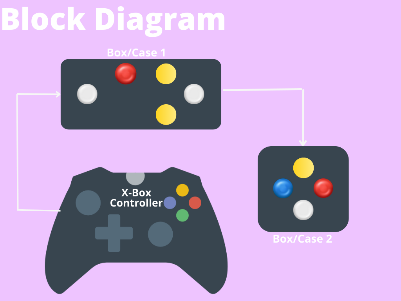 Block Diagram
Box/Case 1
X-Box
Controller
Box/Case 2